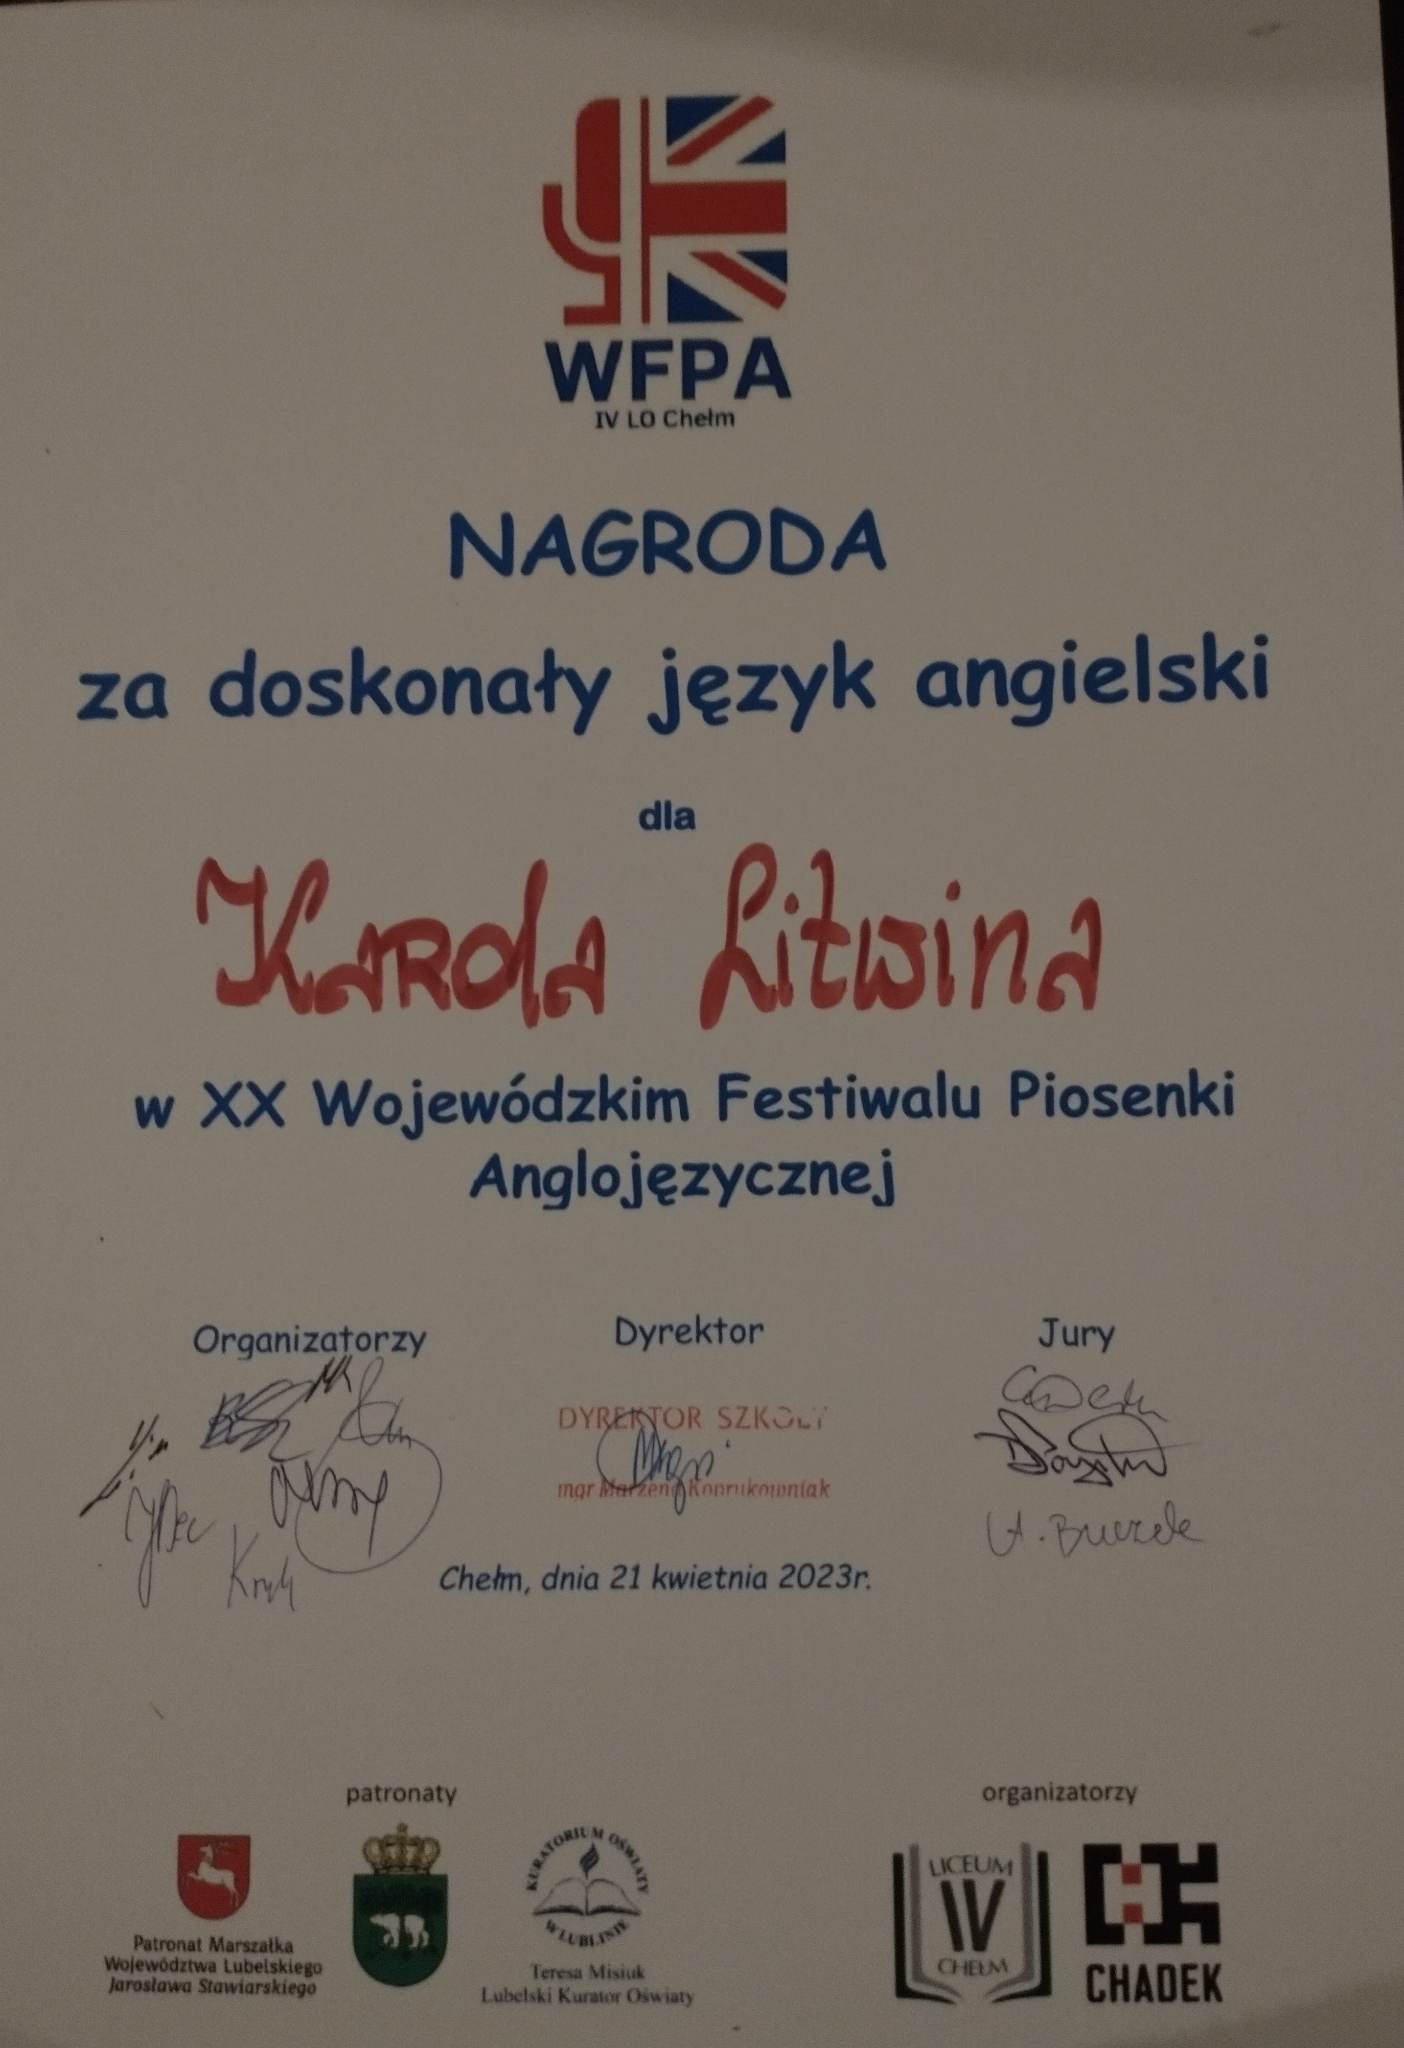 WFPA
IV LO Chełm
NAGRODA
za doskonały język angielski
dla
Karola Litwina
w XX Wojewódzkim Festiwalu Piosenki
Anglojęzycznej
Organizatorzy
Dyrektor
Jury
DYREKTOR SZKOŁY
mgr Marzena
Chełm, dnia 21 kwietnia 2023r.
patronaty
organizatorzy
Patronat Marszałka
Województwa Lubelskiego
Jarosława Stawiarskiego
KURATORIUM OŚWIATY
W LUBLINIE
Teresa Misiuk
Lubelski Kurator Oświaty
LICEUM
IV
CHEŁM
CHADEK